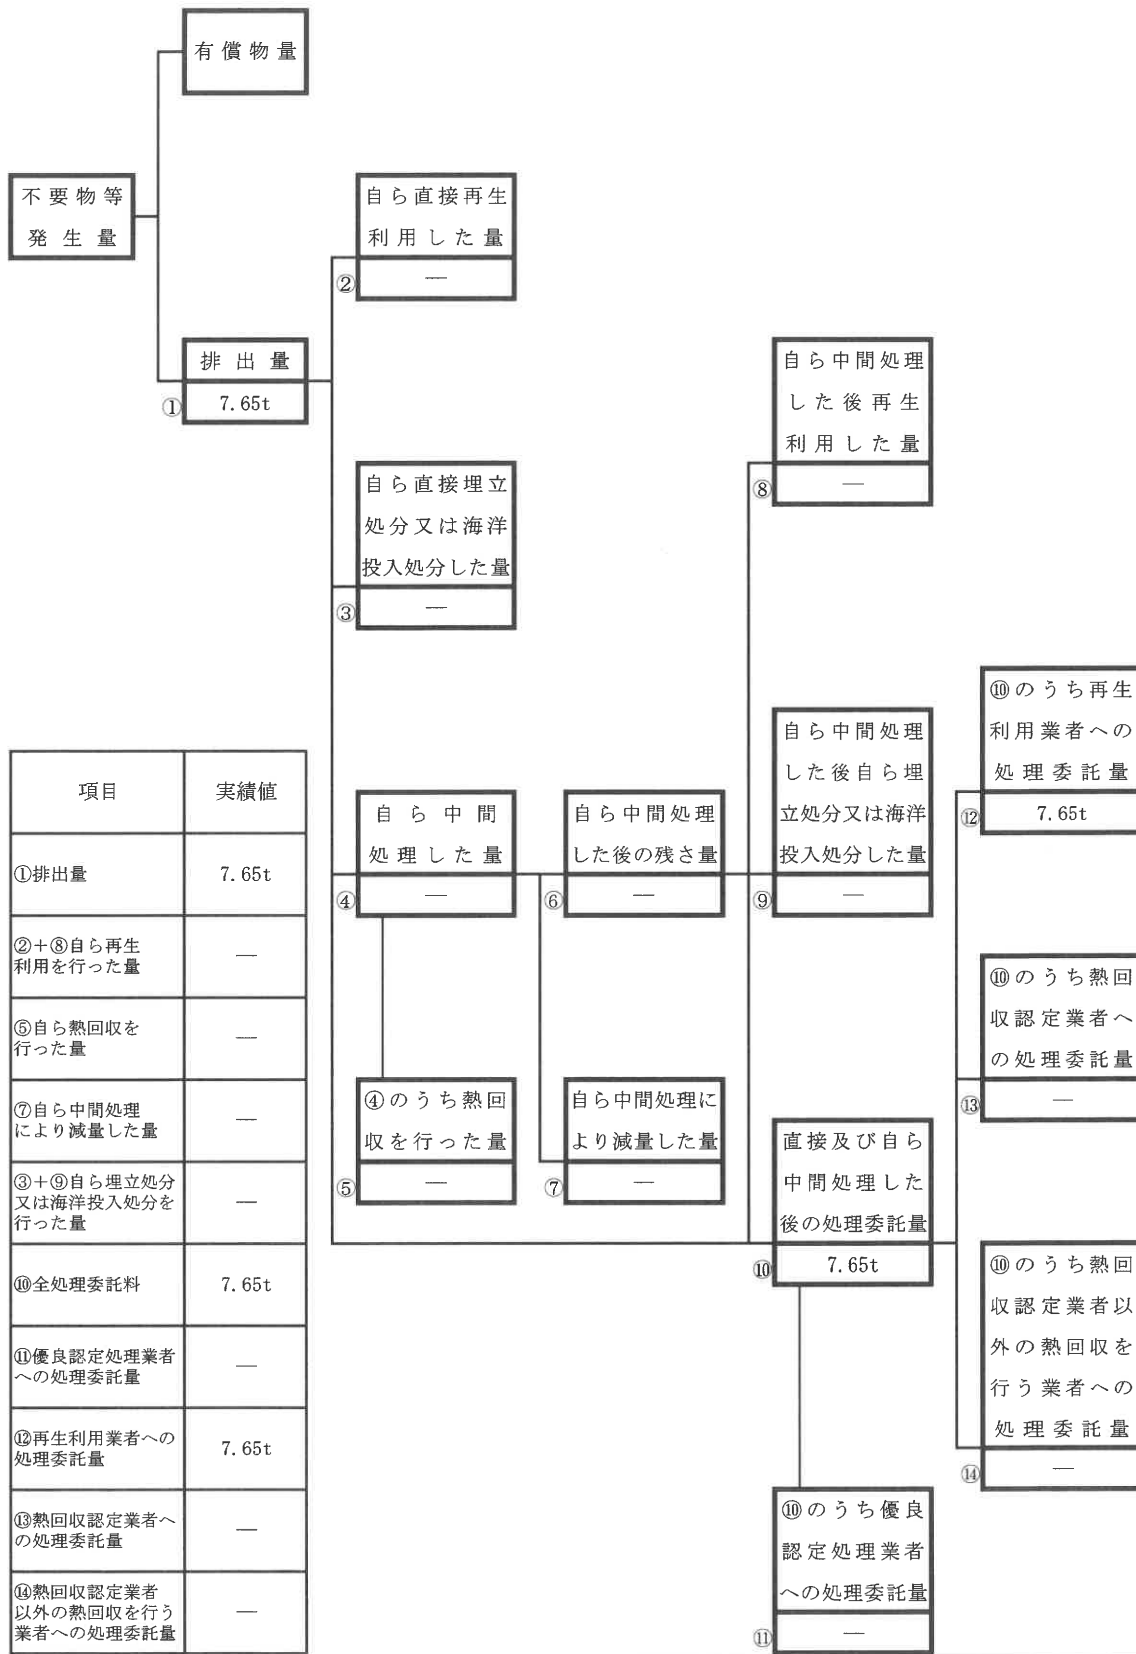 有償物量
不要物等
発生量
排出量
① 7.65t
自ら直接再生
利用した量
② —
自ら直接埋立
処分又は海洋
投入処分した量
③ —
自ら中間
処理した量
④ —
④のうち熱回
収を行った量
⑤ —
自ら中間処理
した後の残さ量
⑥ —
自ら中間処理に
より減量した量
⑦ —
自ら中間処理
した後再生
利用した量
⑧ —
自ら中間処理
した後自ら埋
立処分又は海洋
投入処分した量
⑨ —
直接及び自ら
中間処理した
後の処理委託量
⑩ 7.65t
⑩のうち優良
認定処理業者
への処理委託量
⑪ —
⑩のうち再生
利用業者への
処理委託量
⑫ 7.65t
⑩のうち熱回
収認定業者へ
の処理委託量
⑬ —
⑩のうち熱回
収認定業者以
外の熱回収を
行う業者への
処理委託量
⑭ —
項目 実績値
①排出量 7.65t
②+⑧自ら再生
利用を行った量 —
⑤自ら熱回収を
行った量 —
⑦自ら中間処理
により減量した量 —
③+⑨自ら埋立処分
又は海洋投入処分を
行った量 —
⑩全処理委託料 7.65t
⑪優良認定処理業者
への処理委託量 —
⑫再生利用業者への
処理委託量 7.65t
⑬熱回収認定業者へ
の処理委託量 —
⑭熱回収認定業者
以外の熱回収を行う
業者への処理委託量 —